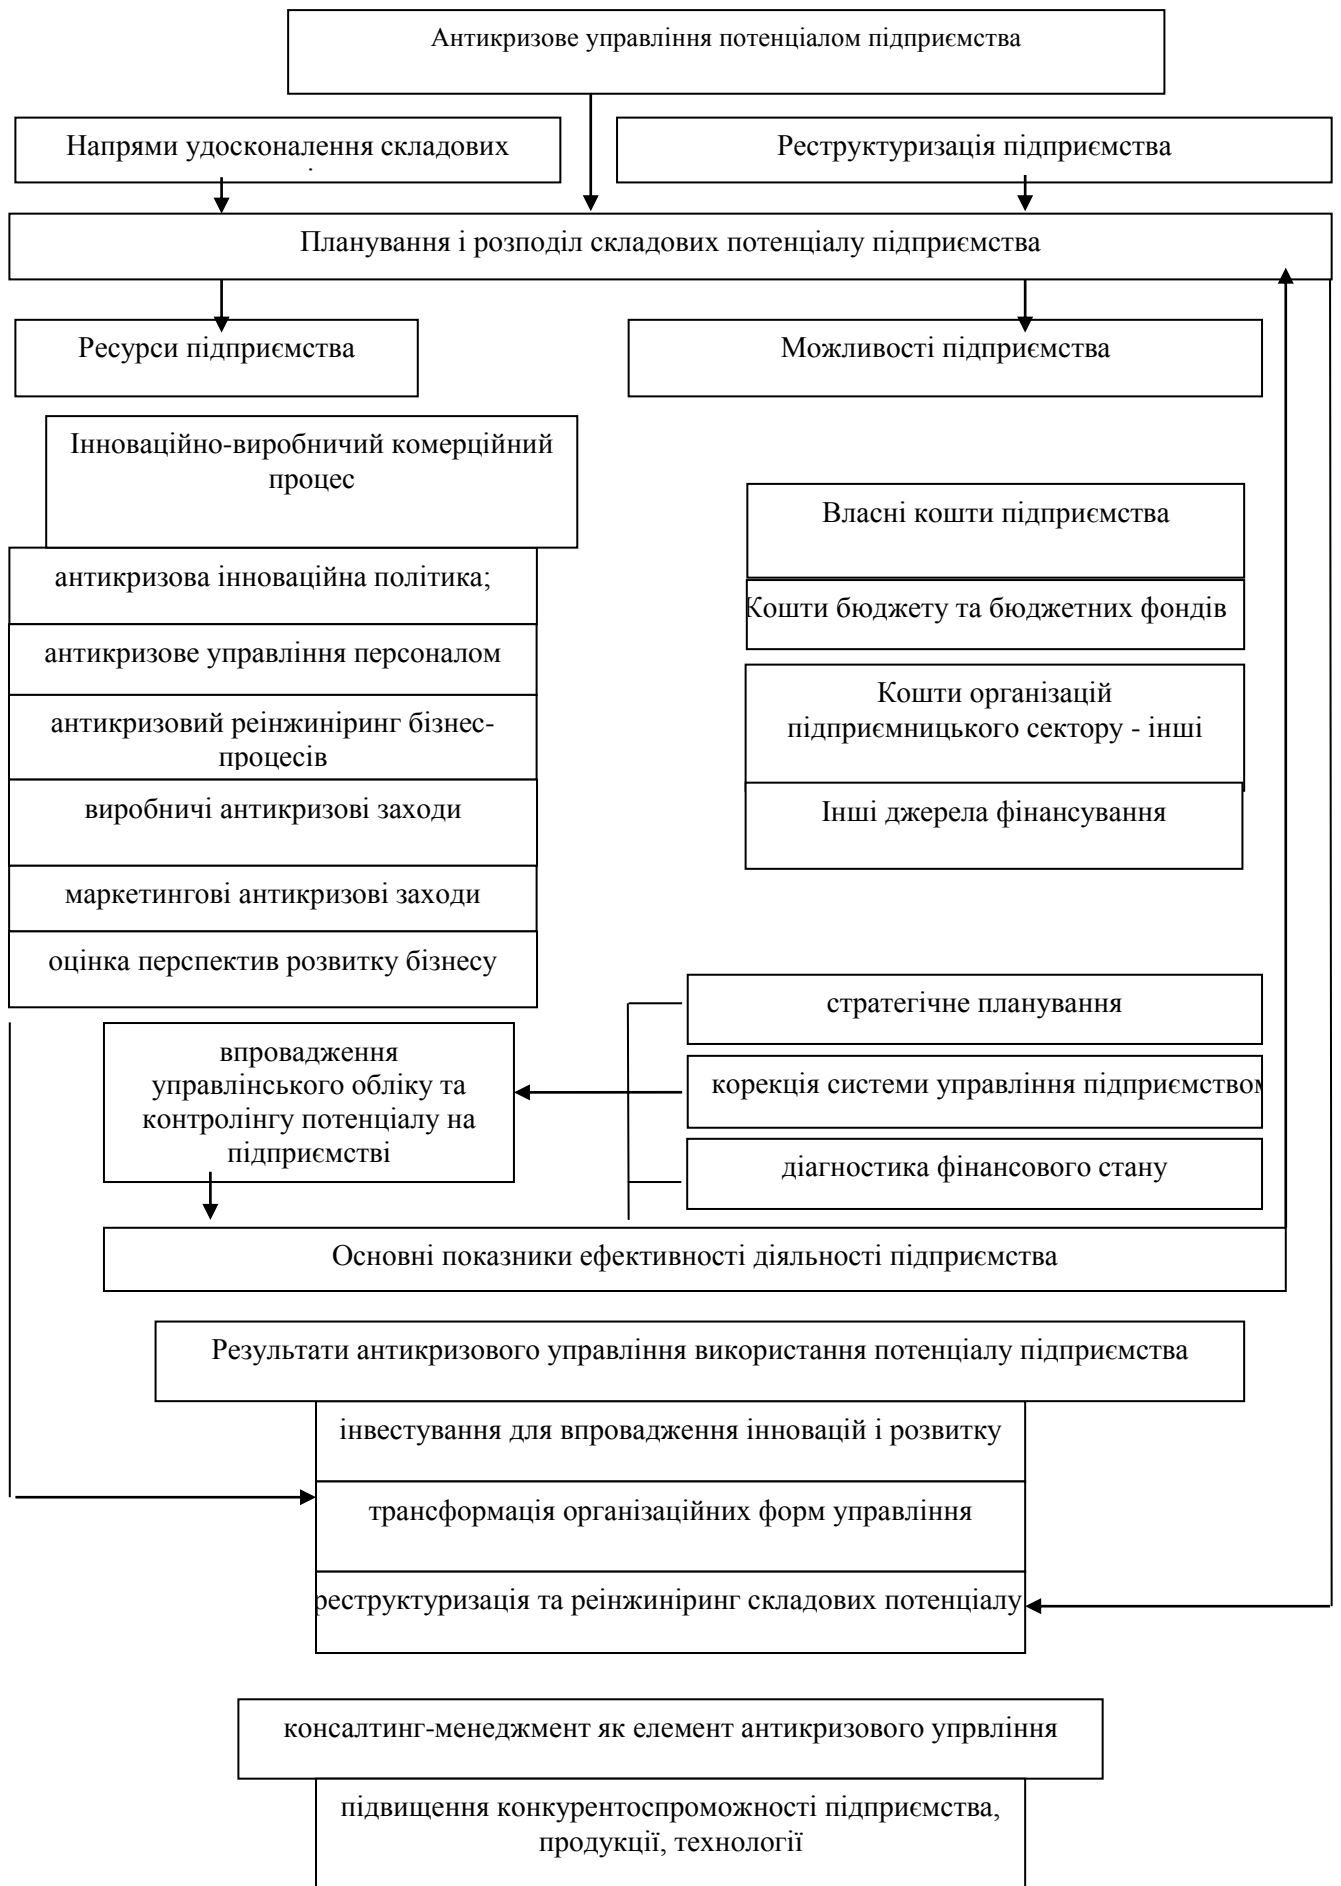 Антикризове управління потенціалом підприємства
Напрями удосконалення складових
Реструктуризація підприємства
Планування і розподіл складових потенціалу підприємства
Ресурси підприємства
Можливості підприємства
Інноваційно-виробничий комерційний
процес
антикризова інноваційна політика;
антикризове управління персоналом
антикризовий реінжиніринг бізнес-
процесів
виробничі антикризові заходи
маркетингові антикризові заходи
оцінка перспектив розвитку бізнесу
Власні кошти підприємства
Кошти бюджету та бюджетних фондів
Кошти організацій
підприємницького сектору - інші
Інші джерела фінансування
впровадження
управлінського обліку та
контролінгу потенціалу на
підприємстві
стратегічне планування
корекція системи управління підприємством
діагностика фінансового стану
Основні показники ефективності діяльності підприємства
Результати антикризового управління використання потенціалу підприємства
інвестування для впровадження інновацій і розвитку
трансформація організаційних форм управління
реструктуризація та реінжиніринг складових потенціалу
консалтинг-менеджмент як елемент антикризового упрвління
підвищення конкурентоспроможності підприємства,
продукції, технології